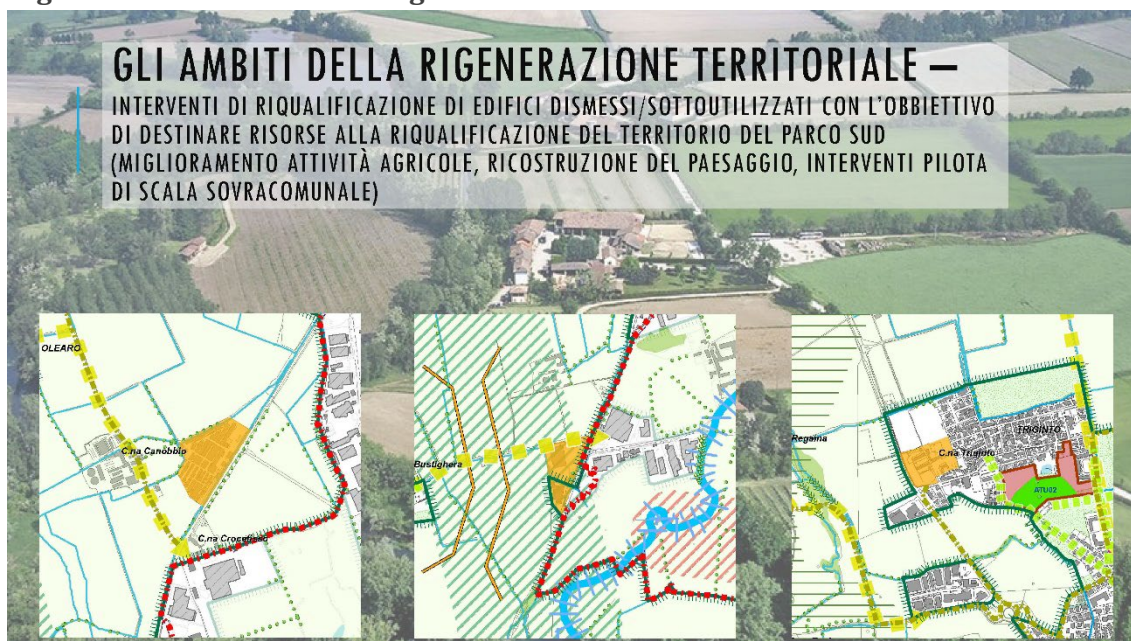 GLI AMBITI DELLA RIGENERAZIONE TERRITORIALE –
INTERVENTI DI RIQUALIFICAZIONE DI EDIFICI DISMESSI/SOTTOUTILIZZATI CON L'OBBIETTIVO
DI DESTINARE RISORSE ALLA RIQUALIFICAZIONE DEL TERRITORIO DEL PARCO SUD
(MIGLIORAMENTO ATTIVITÀ AGRICOLE, RICOSTRUZIONE DEL PAESAGGIO, INTERVENTI PILOTA
DI SCALA SOVRACOMUNALE)
OLEARO
C.na Canobbio
C.na Crocefisso
Bustighera
Regaina
TRIGINTO
C.na Triginto
ATU02